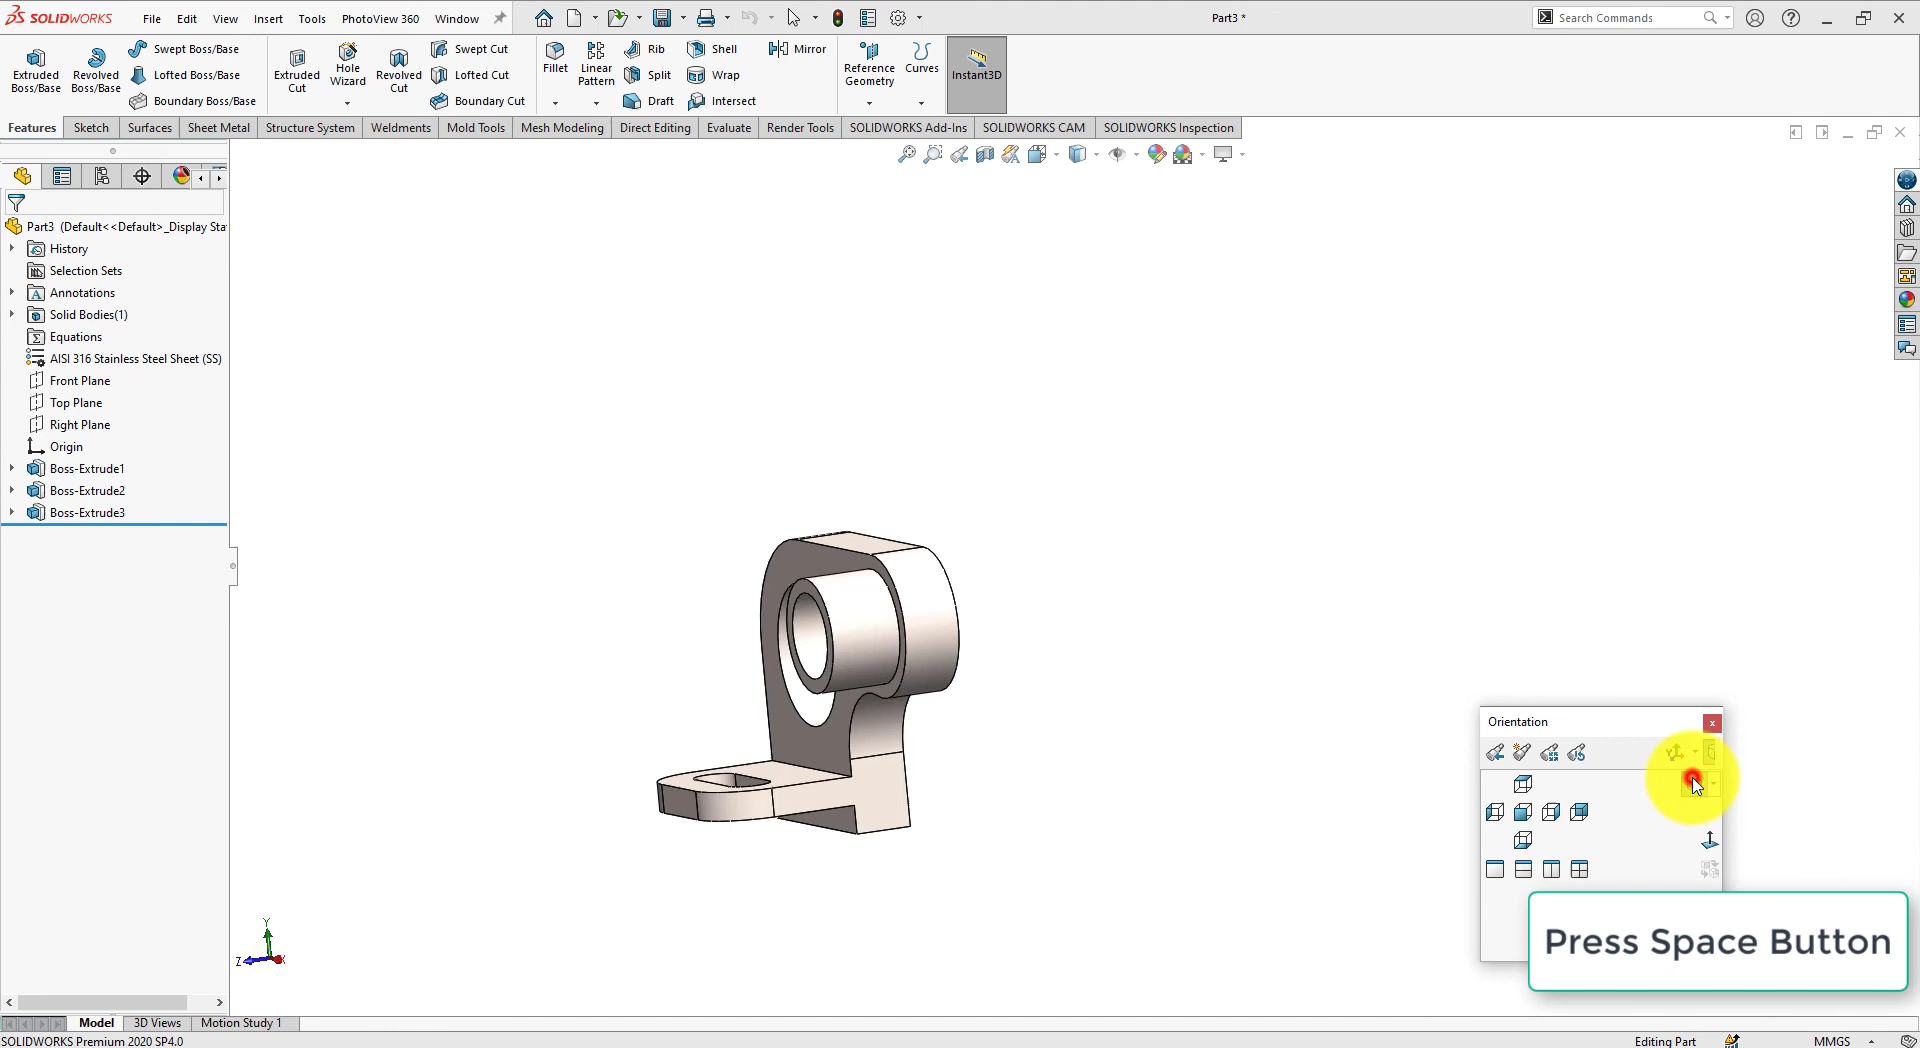 SOLIDWORKS
File
Edit
View
Insert
Tools
PhotoView 360
Window
Part3 *
Search Commands
Extruded
Boss/Base
Revolved
Boss/Base
Swept Boss/Base
Lofted Boss/Base
Boundary Boss/Base
Extruded
Cut
Hole
Wizard
Revolved
Cut
Swept Cut
Lofted Cut
Boundary Cut
Fillet
Linear
Pattern
Rib
Split
Draft
Shell
Wrap
Intersect
Mirror
Reference
Geometry
Curves
Instant3D
Features
Sketch
Surfaces
Sheet Metal
Structure System
Weldments
Mold Tools
Mesh Modeling
Direct Editing
Evaluate
Render Tools
SOLIDWORKS Add-Ins
SOLIDWORKS CAM
SOLIDWORKS Inspection
Part3 (Default<<Default>_Display Sta
History
Selection Sets
Annotations
Solid Bodies(1)
Equations
AISI 316 Stainless Steel Sheet (SS)
Front Plane
Top Plane
Right Plane
Origin
Boss-Extrude1
Boss-Extrude2
Boss-Extrude3
Orientation
Press Space Button
Y
Z
X
Model
3D Views
Motion Study 1
SOLIDWORKS Premium 2020 SP4.0
Editing Part
MMGS